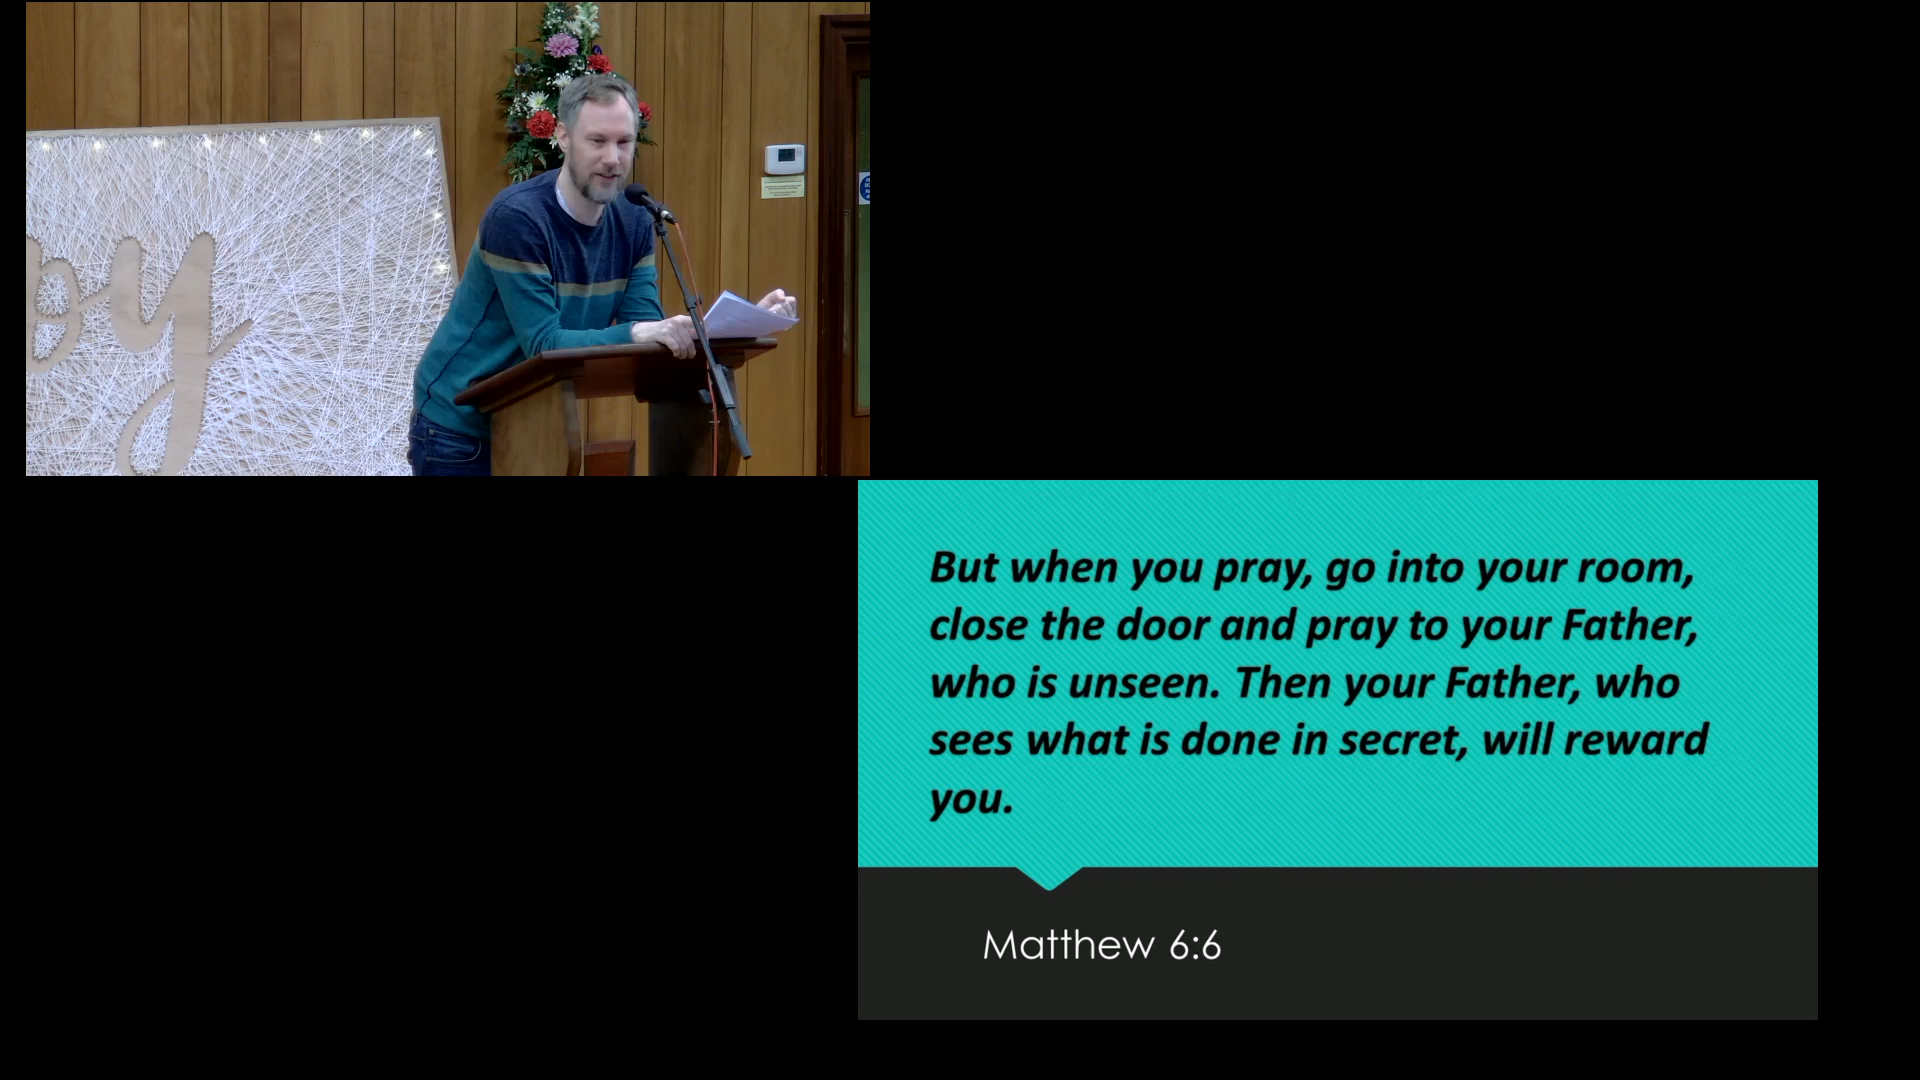 oy
But when you pray, go into your room,
close the door and pray to your Father,
who is unseen. Then your Father, who
sees what is done in secret, will reward
you.
Matthew 6:6